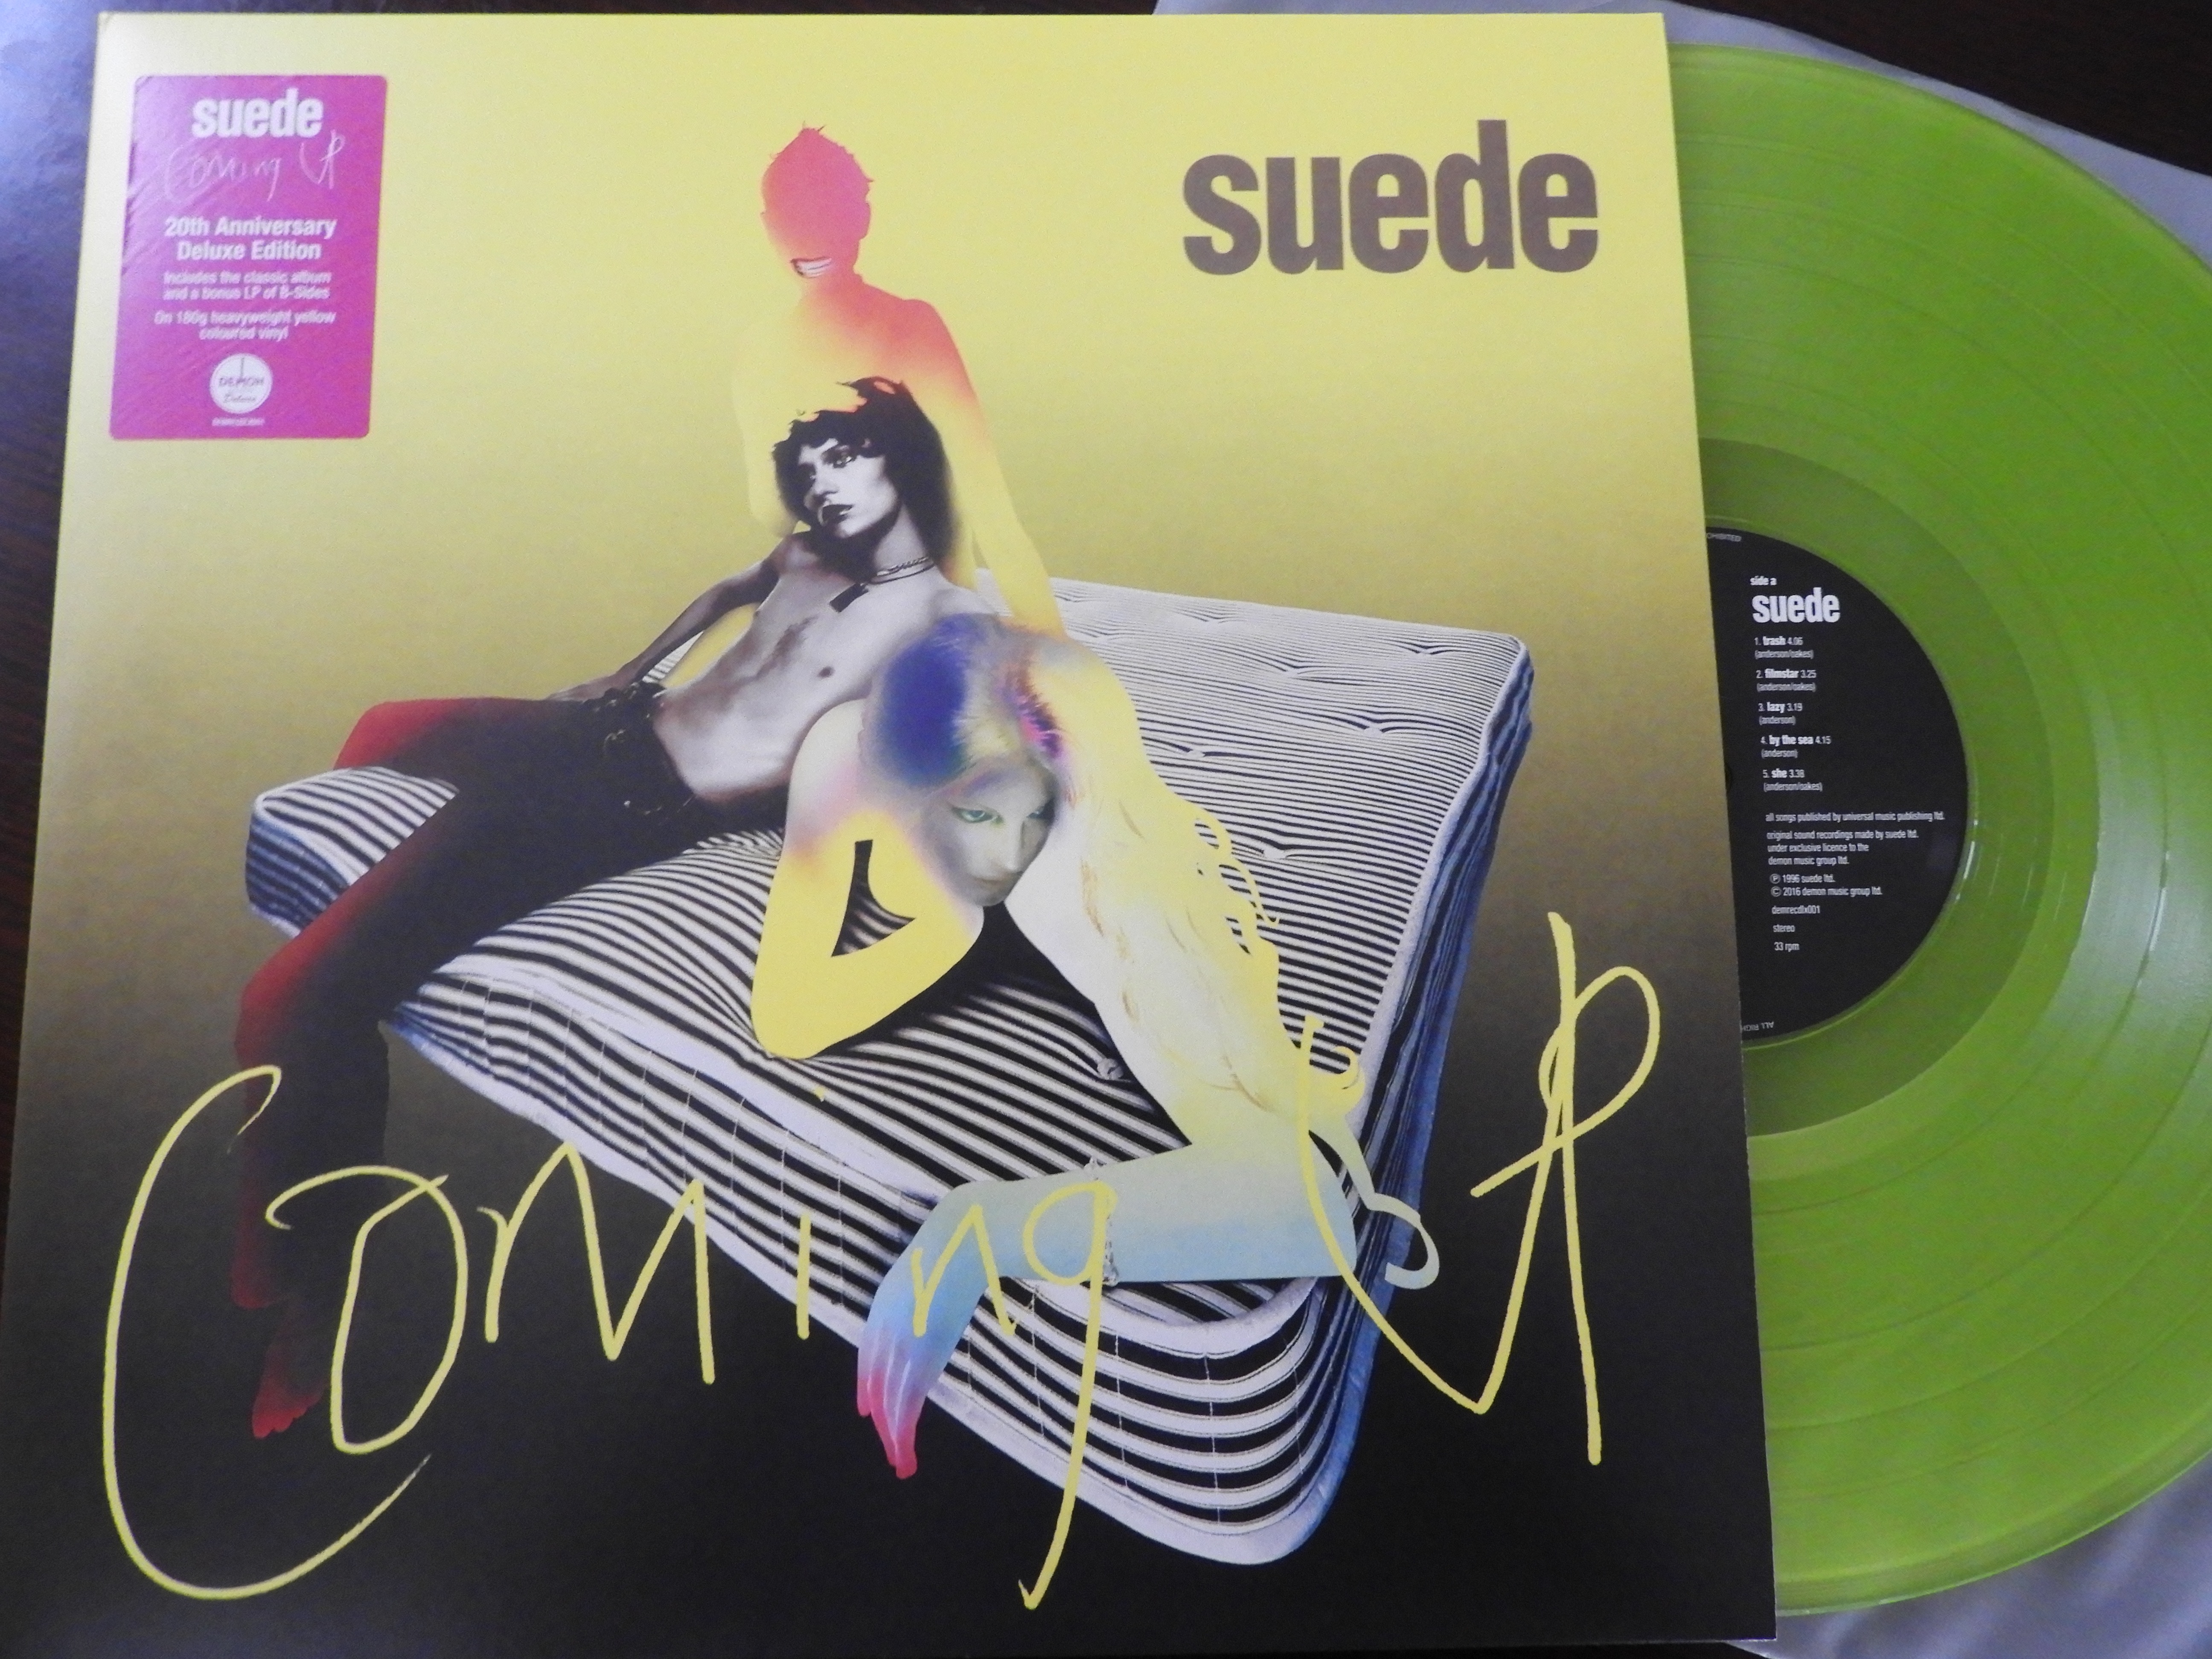 suede
Coming Up
20th Anniversary
Deluxe Edition
Includes the classic album
and a bonus LP of B-Sides
On 180g heavyweight yellow
coloured vinyl
DEMON
Deluxe
suede
Coming Up
OHIBITED
side a
suede
1. trash 4.06
(anderson/oakes)
2. filmstar 3.25
(anderson/oakes)
3. lazy 3.19
(anderson)
4. by the sea 4.15
(anderson)
5. she 3.38
(anderson/oakes)
all songs published by universal music publishing ltd.
original sound recordings made by suede ltd.
under exclusive licence to the
demon music group ltd.
℗ 1996 suede ltd.
© 2016 demon music group ltd.
demrecdlx001
stereo
33 rpm
ALL RIGH